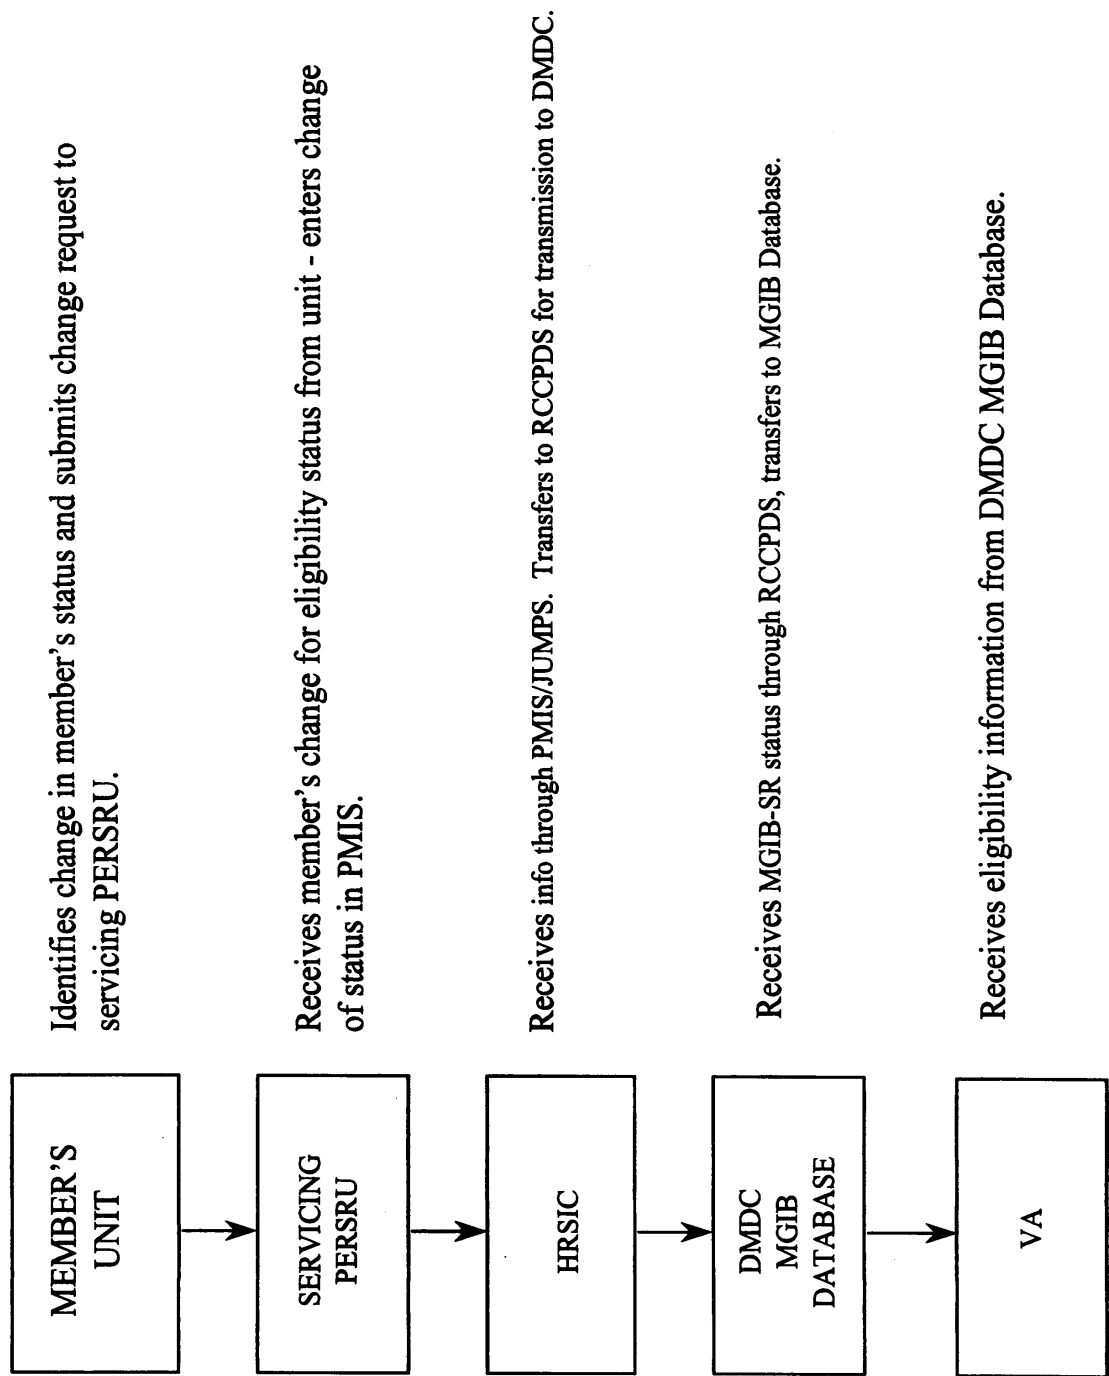 MEMBER'S
UNIT
Identifies change in member's status and submits change request to
servicing PERSRU.
SERVICING
PERSRU
Receives member's change for eligibility status from unit - enters change
of status in PMIS.
HRSIC
Receives info through PMIS/JUMPS. Transfers to RCCPDS for transmission to DMDC.
DMDC
MGIB
DATABASE
Receives MGIB-SR status through RCCPDS, transfers to MGIB Database.
VA
Receives eligibility information from DMDC MGIB Database.